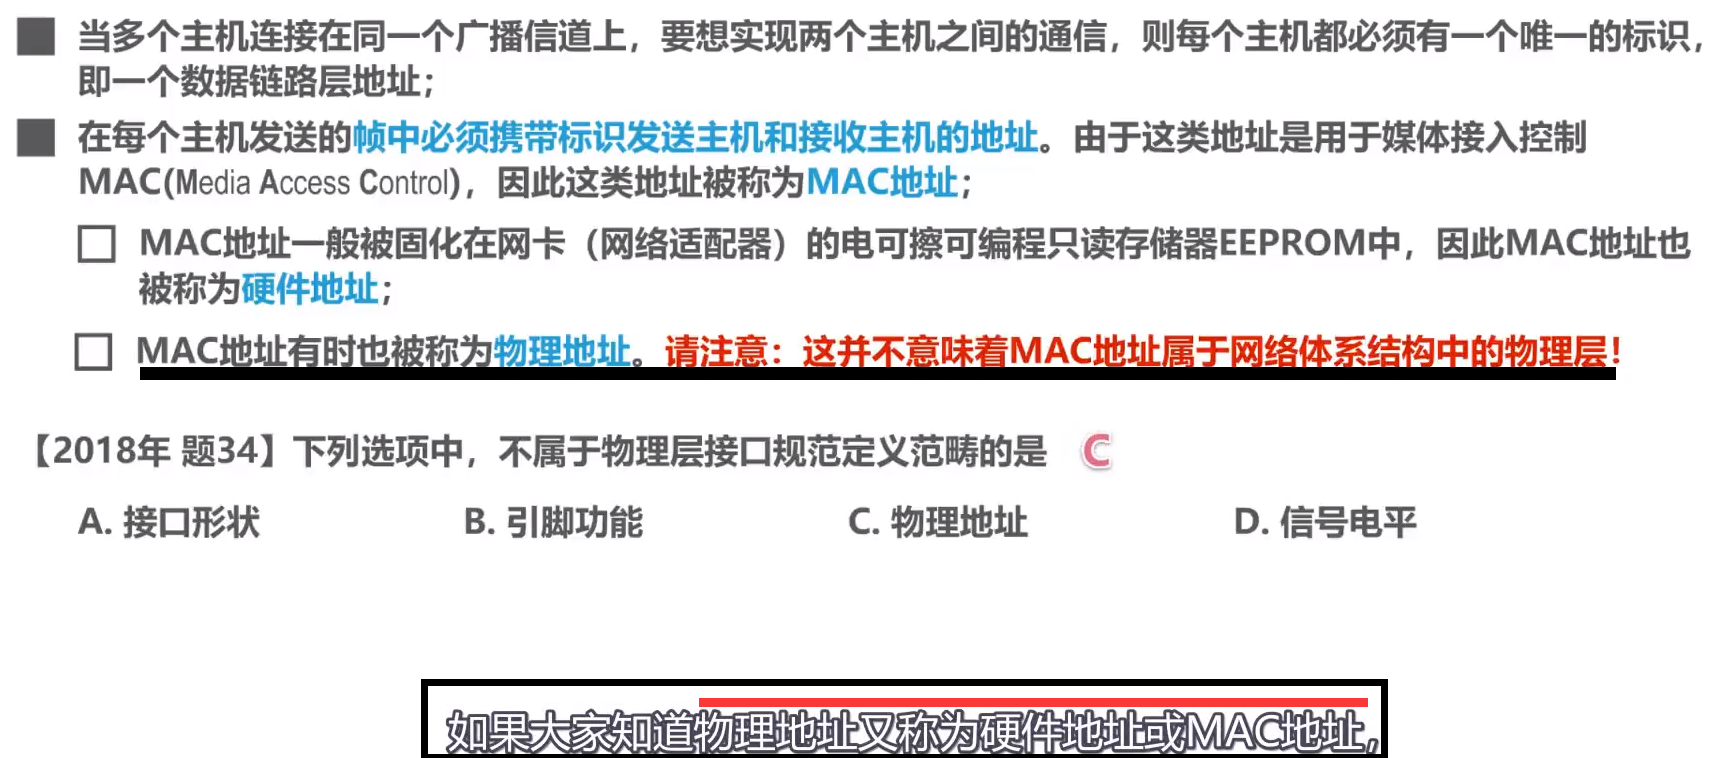 当多个主机连接在同一个广播信道上，要想实现两个主机之间的通信，则每个主机都必须有一个唯一的标识，
即一个数据链路层地址；
在每个主机发送的帧中必须携带标识发送主机和接收主机的地址。由于这类地址是用于媒体接入控制
MAC(Media Access Control)，因此这类地址被称为MAC地址；
MAC地址一般被固化在网卡（网络适配器）的电可擦可编程只读存储器EEPROM中，因此MAC地址也
被称为硬件地址；
MAC地址有时也被称为物理地址。请注意：这并不意味着MAC地址属于网络体系结构中的物理层！
【2018年 题34】下列选项中，不属于物理层接口规范定义范畴的是 C
A. 接口形状 B. 引脚功能 C. 物理地址 D. 信号电平
如果大家知道物理地址又称为硬件地址或MAC地址，